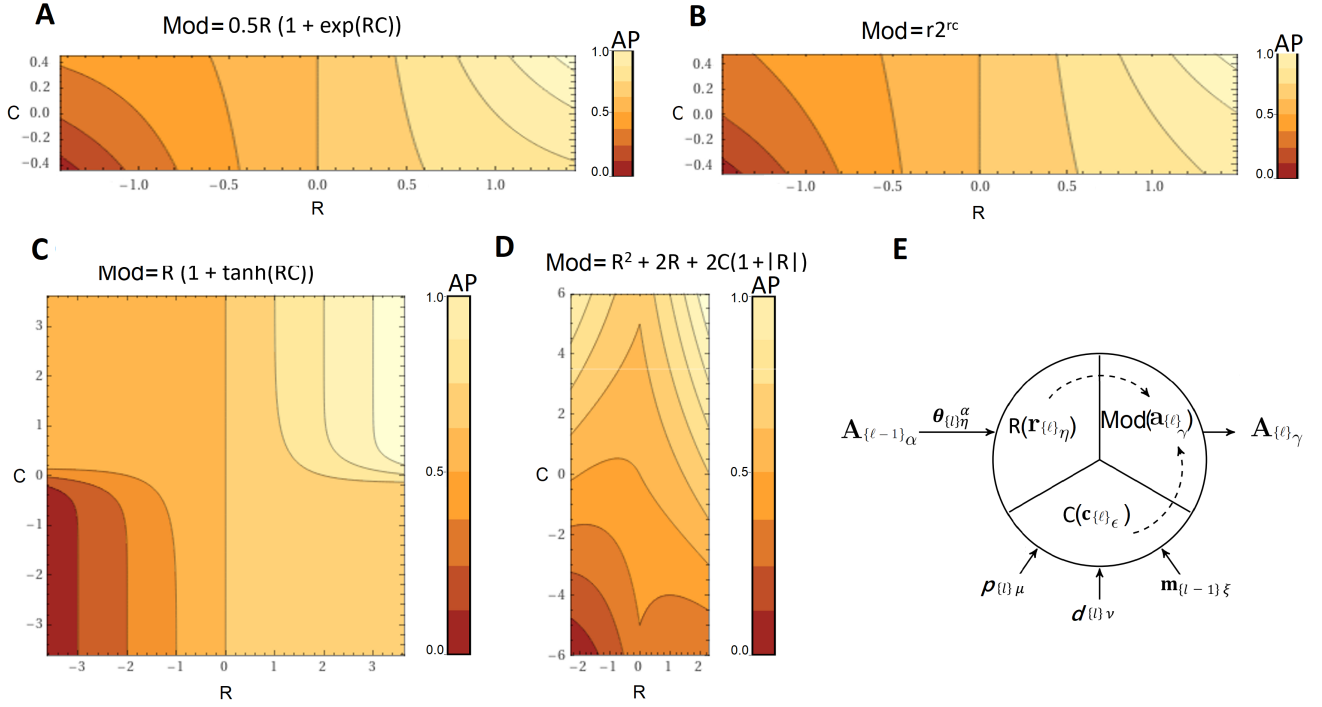 A
Mod= 0.5R (1 + exp(RC))
AP
1.0
0.5
0.0
C
0.4
0.2
0.0
−0.2
−0.4
−1.0 −0.5 0.0 0.5 1.0
R
B
Mod=r2^rc
AP
1.0
0.5
0.0
C
0.4
0.2
0.0
−0.2
−0.4
−1.0 −0.5 0.0 0.5 1.0
R
C
Mod=R (1 + tanh(RC))
AP
1.0
0.5
0.0
C
3
2
1
0
−1
−2
−3
−3 −2 −1 0 1 2 3
R
D
Mod=R² + 2R + 2C(1+|R|)
AP
1.0
0.5
0.0
C
6
4
2
0
−2
−4
−6
−2 −1 0 1 2
R
E
A{ℓ−1}α
θ{l}η^α
R(r{ℓ}η)
Mod(a{ℓ}γ)
A{ℓ}γ
C(c{ℓ}ϵ)
p{l}μ
d{l}ν
m{l−1}ξ